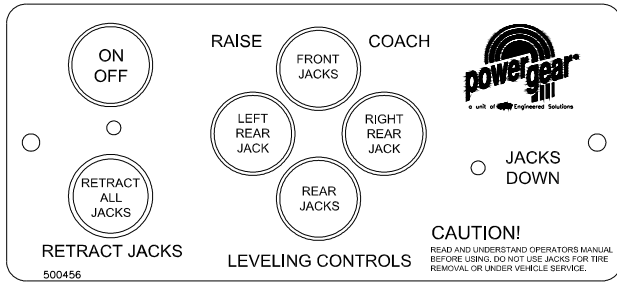 ON
OFF
RAISE
COACH
FRONT
JACKS
powergear®
a unit of
Engineered Solutions
LEFT
REAR
JACK
RIGHT
REAR
JACK
JACKS
DOWN
RETRACT
ALL
JACKS
REAR
JACKS
RETRACT JACKS
LEVELING CONTROLS
CAUTION!
READ AND UNDERSTAND OPERATORS MANUAL
BEFORE USING. DO NOT USE JACKS FOR TIRE
REMOVAL OR UNDER VEHICLE SERVICE.
500456